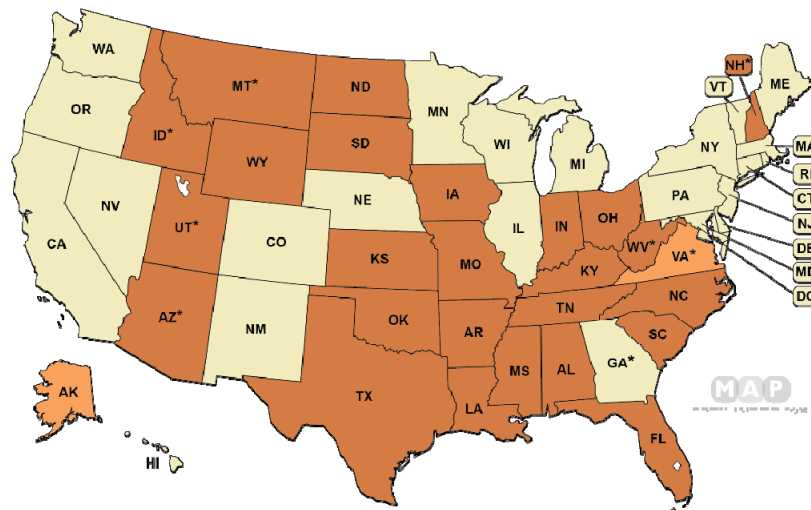 WA
MT*
ND
MN
VT
NH*
ME
OR
ID*
SD
WI
MI
NY
MA
WY
RI
CT
IA
NE
PA
NJ
NV
UT*
CO
IL
IN
OH
DE
CA
KS
MO
WV*
VA*
MD
KY
DC
AZ*
NM
OK
AR
TN
NC
SC
MS
AL
GA*
TX
LA
FL
AK
HI
MAP